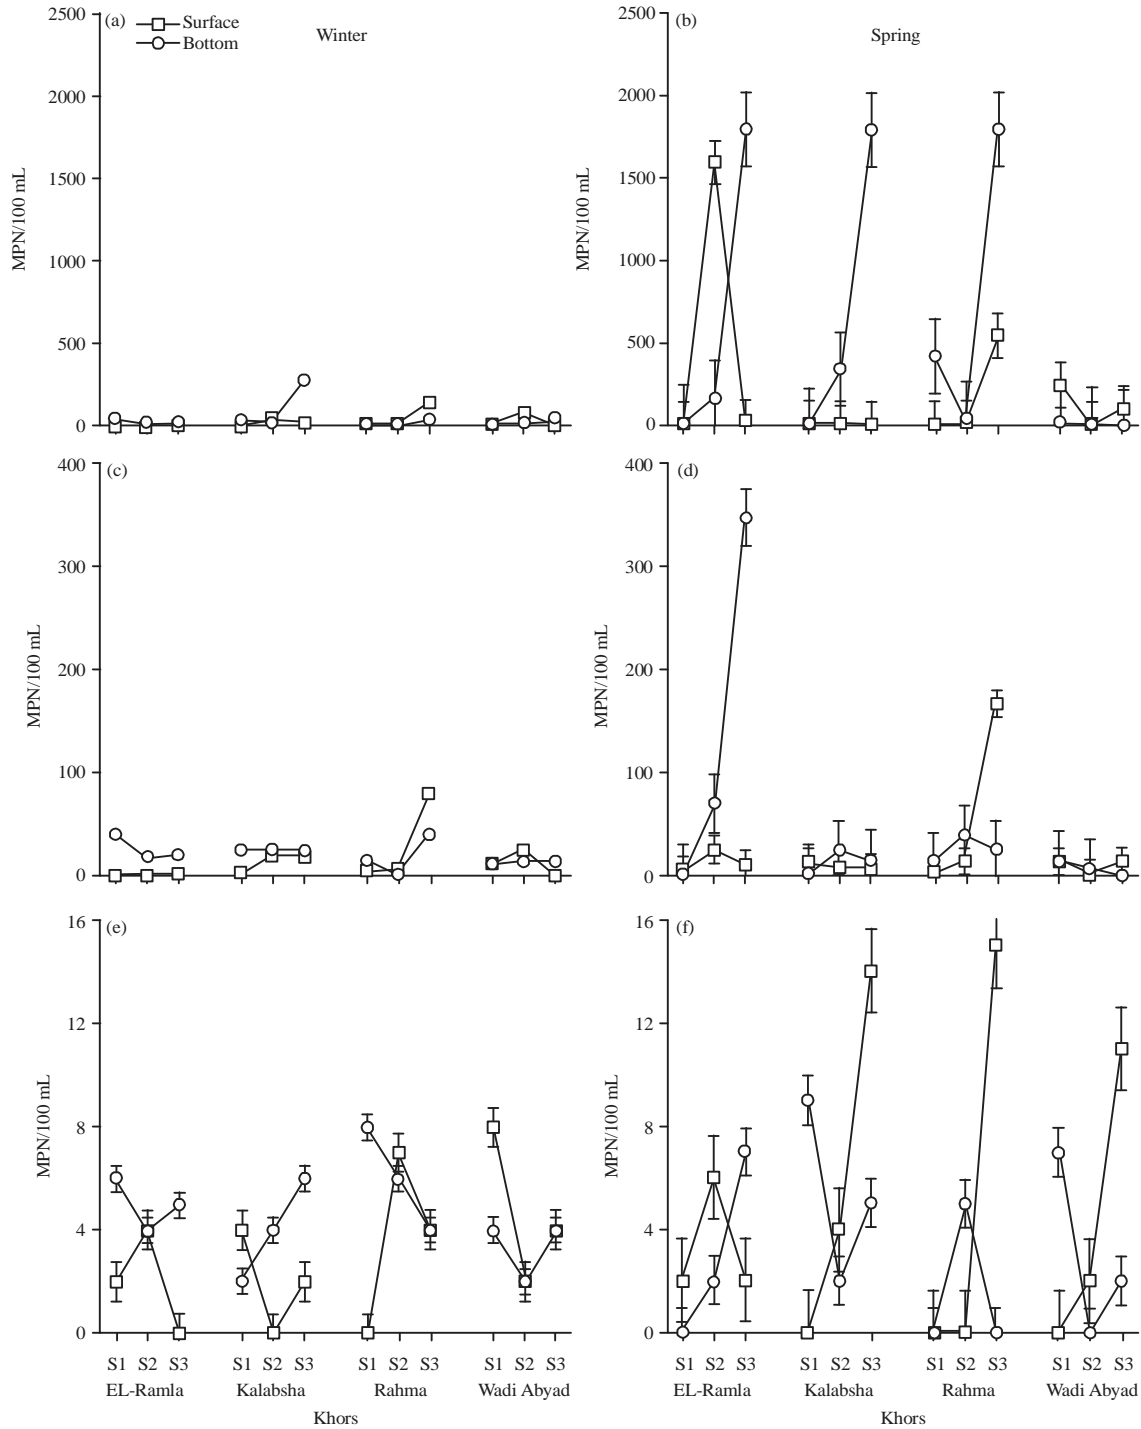 (a)
Surface
Bottom
Winter
2500
2000
1500
1000
500
0
MPN/100 mL
(b)
Spring
2500
2000
1500
1000
500
0
MPN/100 mL
(c)
400
300
200
100
0
MPN/100 mL
(d)
400
300
200
100
0
MPN/100 mL
(e)
16
12
8
4
0
MPN/100 mL
S1 S2 S3 S1 S2 S3 S1 S2 S3 S1 S2 S3
EL-Ramla Kalabsha Rahma Wadi Abyad
Khors
(f)
16
12
8
4
0
MPN/100 mL
S1 S2 S3 S1 S2 S3 S1 S2 S3 S1 S2 S3
EL-Ramla Kalabsha Rahma Wadi Abyad
Khors